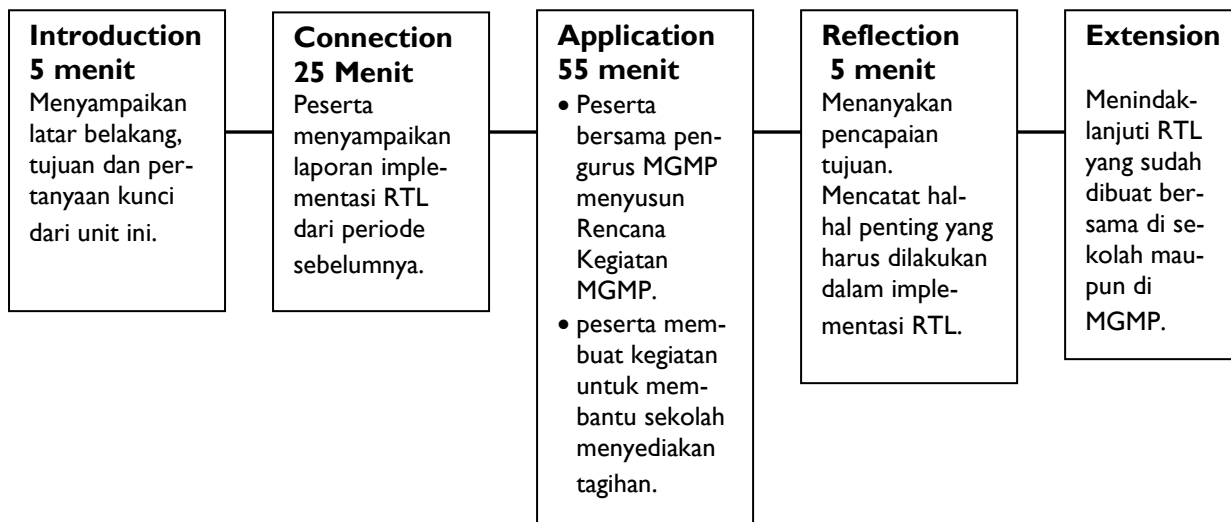 Introduction
5 menit
Menyampaikan
latar belakang,
tujuan dan per-
tanyaan kunci
dari unit ini.
Connection
25 Menit
Peserta
menyampaikan
laporan imple-
mentasi RTL
dari periode
sebelumnya.
Application
55 menit
• Peserta
bersama pen-
gurus MGMP
menyusun
Rencana
Kegiatan
MGMP.
• peserta mem-
buat kegiatan
untuk mem-
bantu sekolah
menyediakan
tagihan.
Reflection
5 menit
Menanyakan
pencapaian
tujuan.
Mencatat hal-
hal penting yang
harus dilakukan
dalam imple-
mentasi RTL.
Extension
Menindak-
lanjuti RTL
yang sudah
dibuat ber-
sama di se-
kolah mau-
pun di
MGMP.